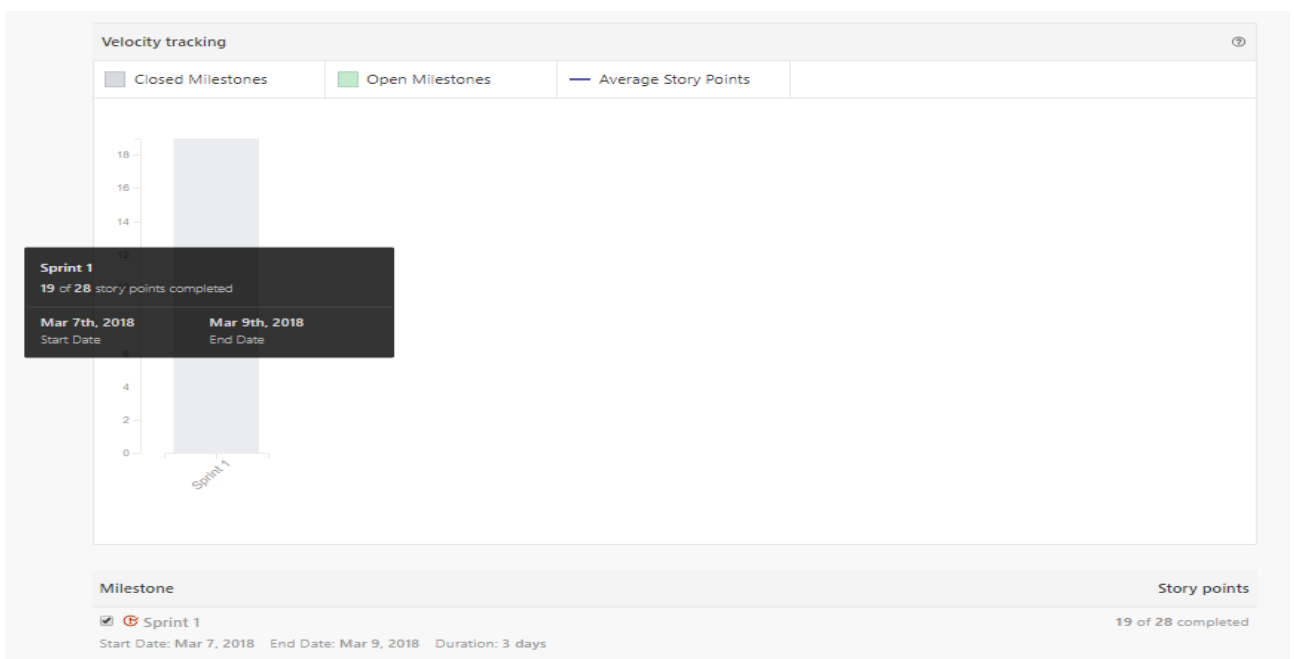 Velocity tracking
Closed Milestones Open Milestones Average Story Points
18
16
14
12
Sprint 1
19 of 28 story points completed
Mar 7th, 2018 Mar 9th, 2018
Start Date End Date
6
4
2
0
Sprint 1
Milestone Story points
Sprint 1 19 of 28 completed
Start Date: Mar 7, 2018 End Date: Mar 9, 2018 Duration: 3 days